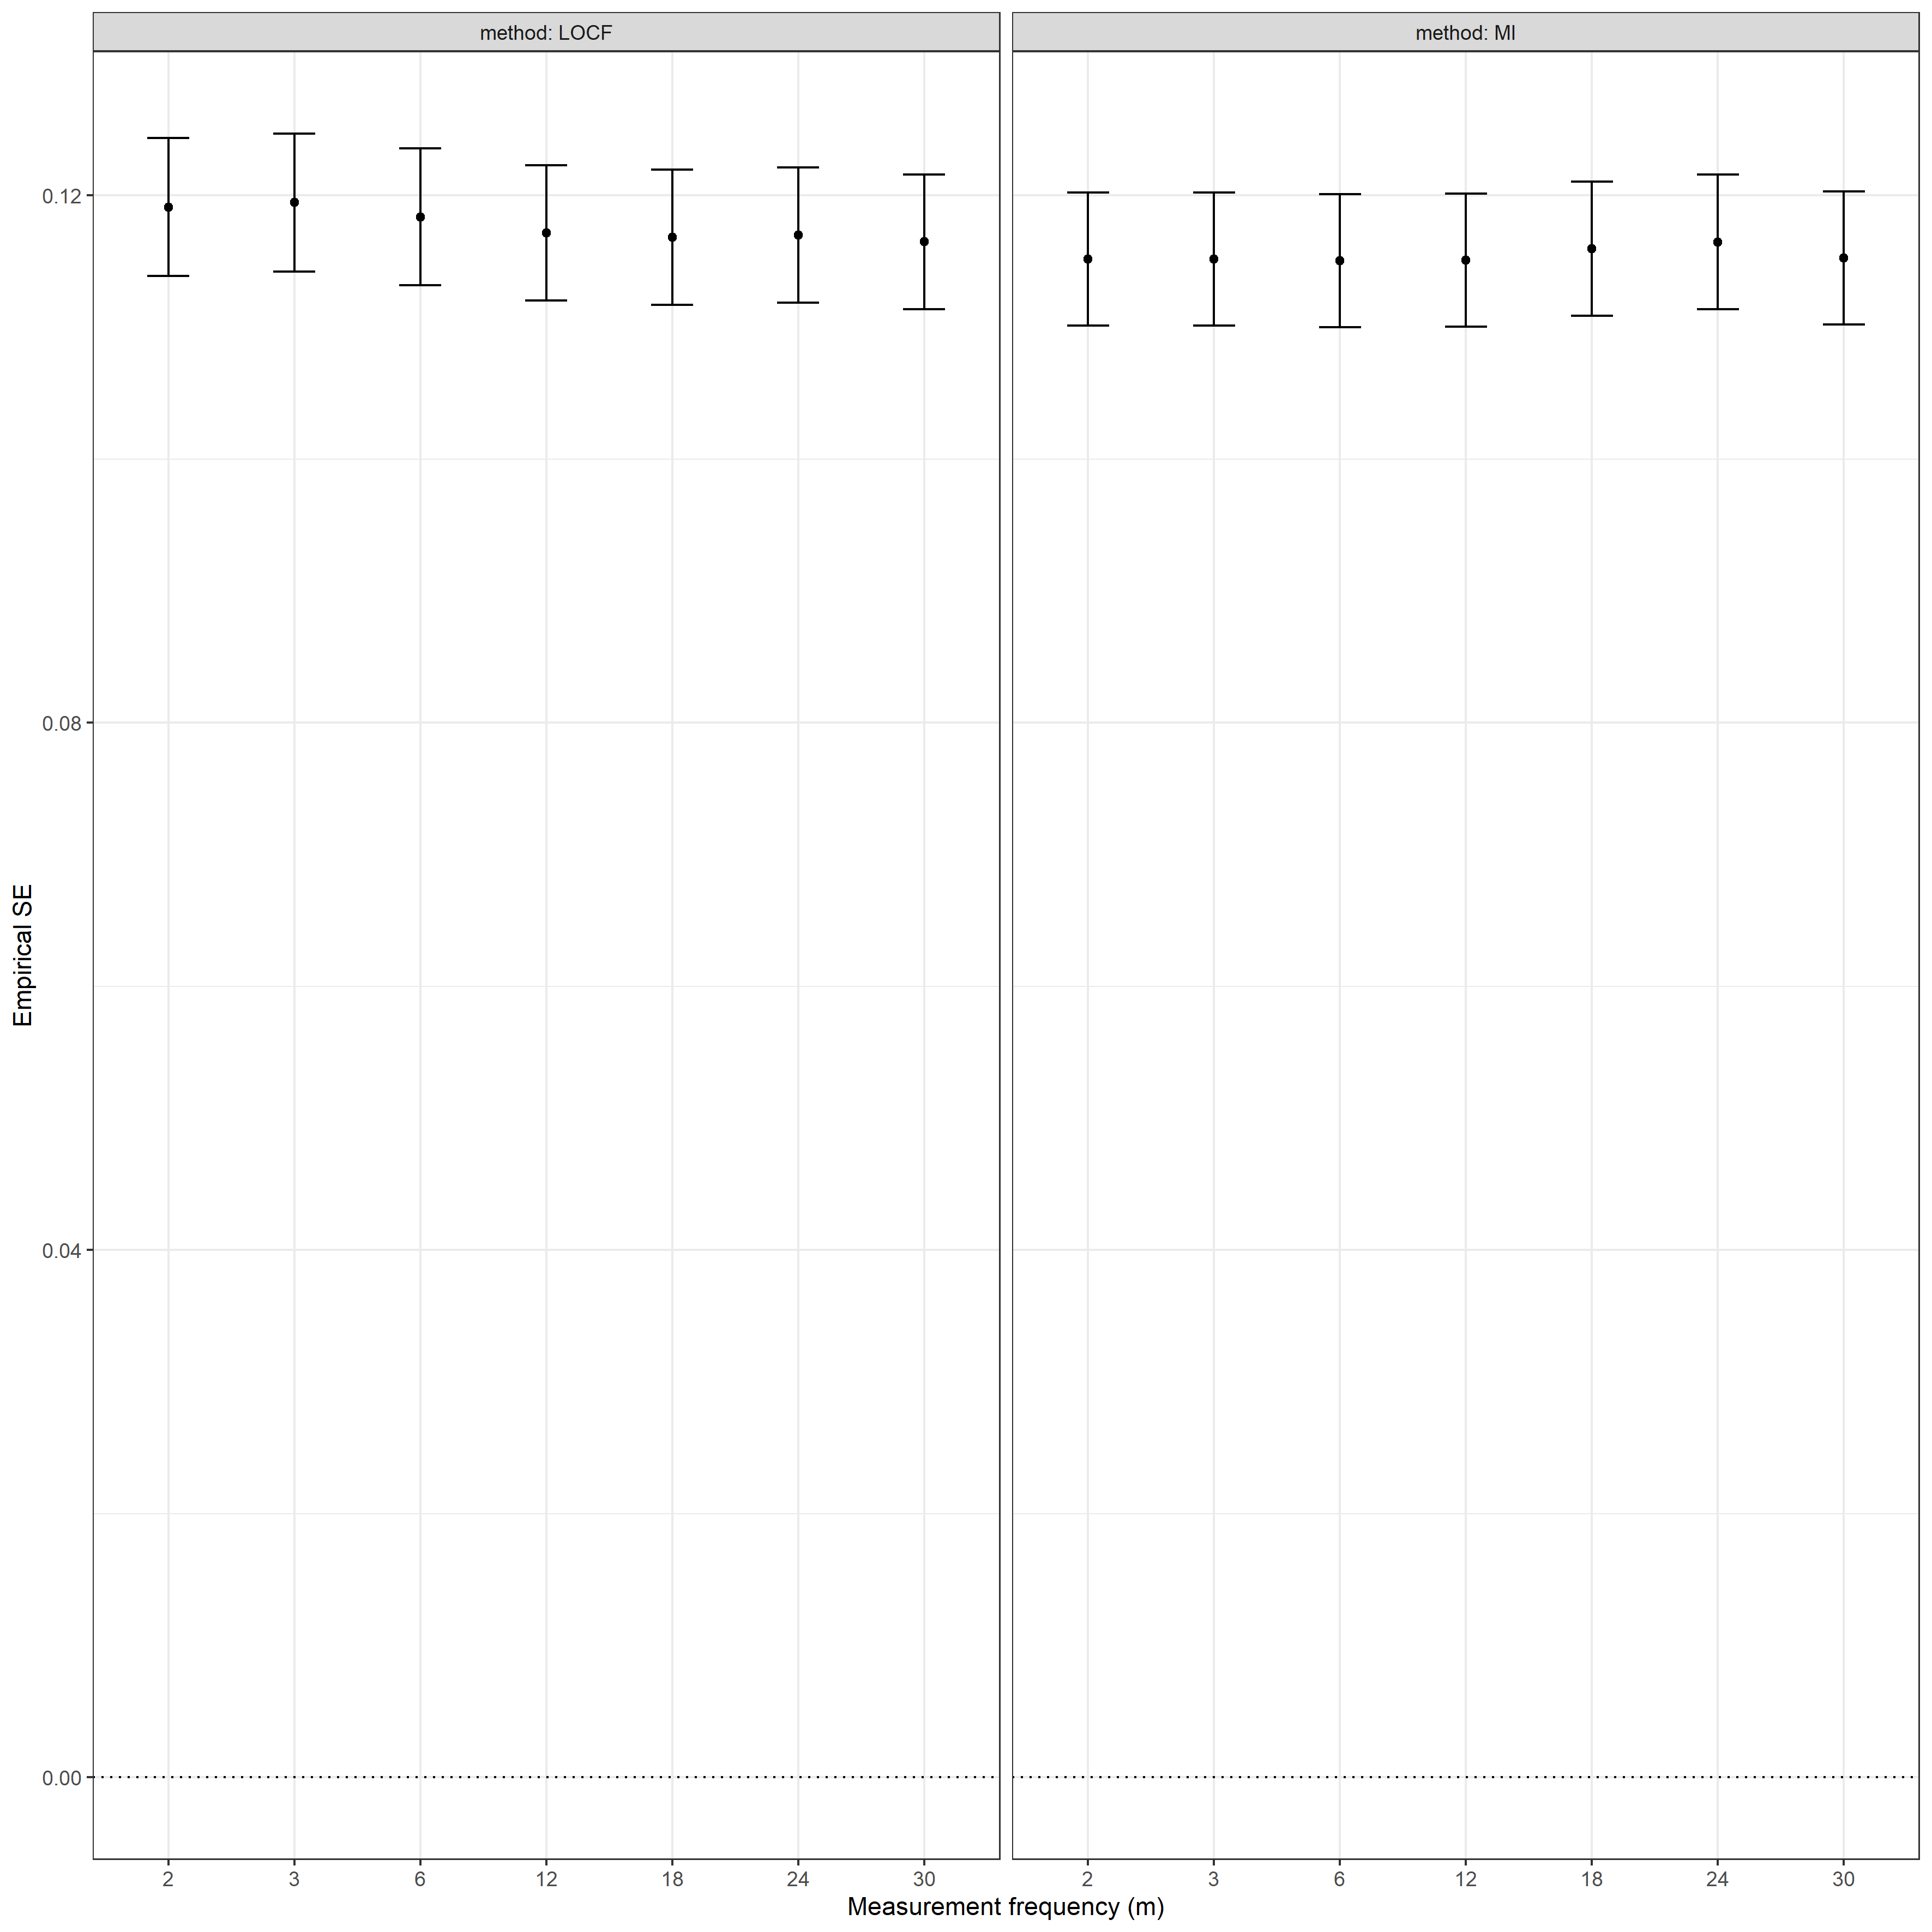 method: LOCF
method: MI
0.12
0.08
0.04
0.00
Empirical SE
2 3 6 12 18 24 30
2 3 6 12 18 24 30
Measurement frequency (m)